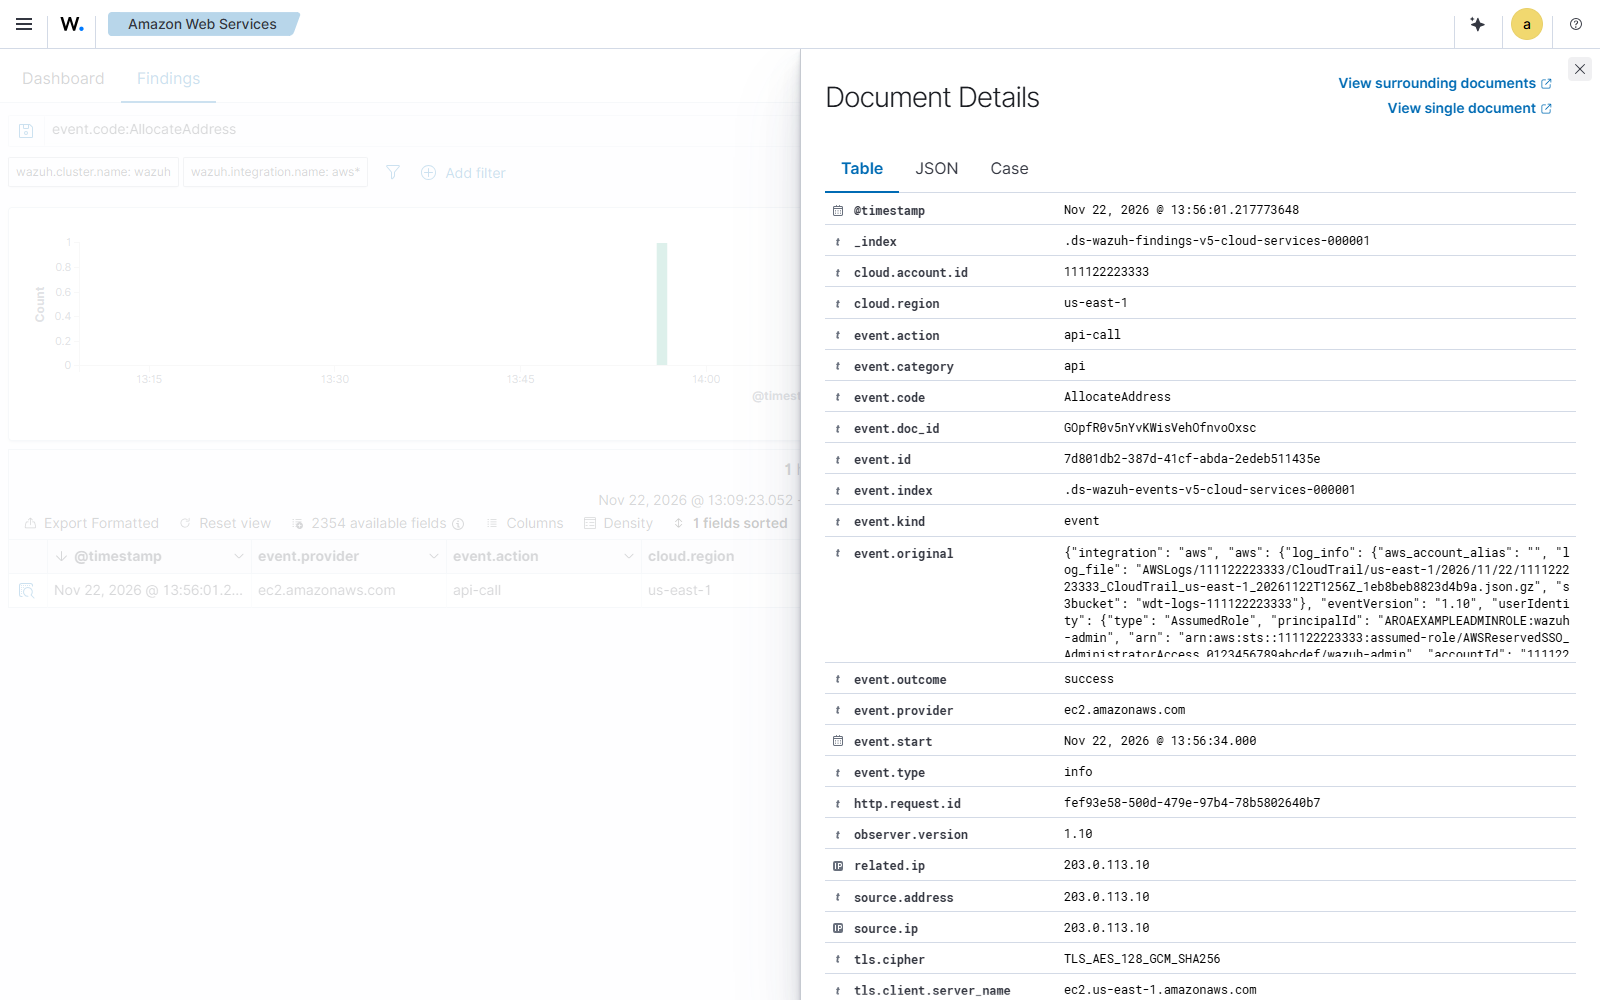 W.
Amazon Web Services
a
Dashboard
Findings
event.code:AllocateAddress
wazuh.cluster.name: wazuh
wazuh.integration.name: aws*
Add filter
Count
1
0.8
0.6
0.4
0.2
0
13:15
13:30
13:45
14:00
@timest
1
Nov 22, 2026 @ 13:09:23.052 -
Export Formatted
Reset view
2354 available fields
Columns
Density
1 fields sorted
@timestamp
event.provider
event.action
cloud.region
Nov 22, 2026 @ 13:56:01.2...
ec2.amazonaws.com
api-call
us-east-1
Document Details
View surrounding documents
View single document
Table
JSON
Case
@timestamp Nov 22, 2026 @ 13:56:01.217773648
t _index .ds-wazuh-findings-v5-cloud-services-000001
t cloud.account.id 111122223333
t cloud.region us-east-1
t event.action api-call
t event.category api
t event.code AllocateAddress
t event.doc_id GOpfR0v5nYvKWisVehOfnvoOxsc
t event.id 7d801db2-387d-41cf-abda-2edeb511435e
t event.index .ds-wazuh-events-v5-cloud-services-000001
t event.kind event
t event.original {"integration": "aws", "aws": {"log_info": {"aws_account_alias": "", "l
og_file": "AWSLogs/111122223333/CloudTrail/us-east-1/2026/11/22/1111222
23333_CloudTrail_us-east-1_20261122T1256Z_1eb8beb8823d4b9a.json.gz", "s
3bucket": "wdt-logs-111122223333"}, "eventVersion": "1.10", "userIdenti
ty": {"type": "AssumedRole", "principalId": "AROAEXAMPLEADMINROLE:wazuh
-admin", "arn": "arn:aws:sts::111122223333:assumed-role/AWSReservedSSO_
AdministratorAccess_0123456789abcdef/wazuh-admin", "accountId": "111122
t event.outcome success
t event.provider ec2.amazonaws.com
event.start Nov 22, 2026 @ 13:56:34.000
t event.type info
t http.request.id fef93e58-500d-479e-97b4-78b5802640b7
t observer.version 1.10
related.ip 203.0.113.10
t source.address 203.0.113.10
source.ip 203.0.113.10
t tls.cipher TLS_AES_128_GCM_SHA256
t tls.client.server_name ec2.us-east-1.amazonaws.com